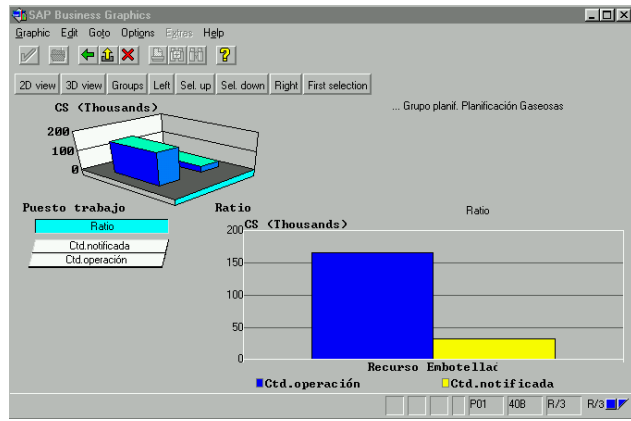 SAP Business Graphics
Graphic Edit Goto Options Extras Help
2D view 3D view Groups Left Sel. up Sel. down Right First selection
CS (Thousands)
... Grupo planif. Planificación Gaseosas
200
100
0
Puesto trabajo
Ratio
Ctd.notificada
Ctd.operación
Ratio
Ratio
CS (Thousands)
200
150
100
50
0
Recurso Embotellac
Ctd.operación Ctd.notificada
P01 40B R/3 R/3